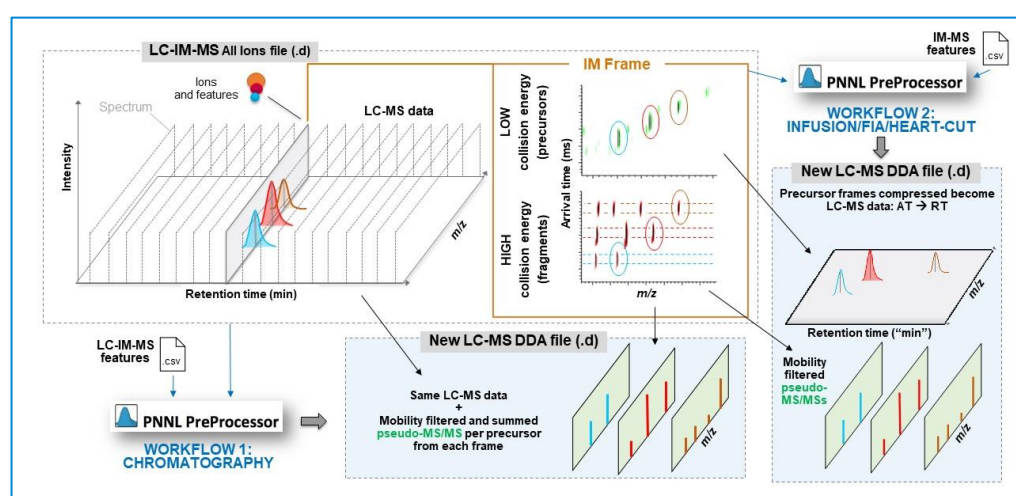 LC-IM-MS All Ions file (.d)
Ions
and features
Spectrum
LC-MS data
Intensity
m/z
Retention time (min)
IM Frame
LOW
collision energy
(precursors)
HIGH
collision energy
(fragments)
Arrival time (ms)
m/z
IM-MS
features
.csv
PNNL PreProcessor
WORKFLOW 2:
INFUSION/FIA/HEART-CUT
New LC-MS DDA file (.d)
Precursor frames compressed become
LC-MS data: AT → RT
m/z
Retention time (“min”)
Mobility
filtered
pseudo-
MS/MSs
m/z
LC-IM-MS
features
.csv
PNNL PreProcessor
WORKFLOW 1:
CHROMATOGRAPHY
New LC-MS DDA file (.d)
Same LC-MS data
+
Mobility filtered and summed
pseudo-MS/MS per precursor
from each frame
m/z